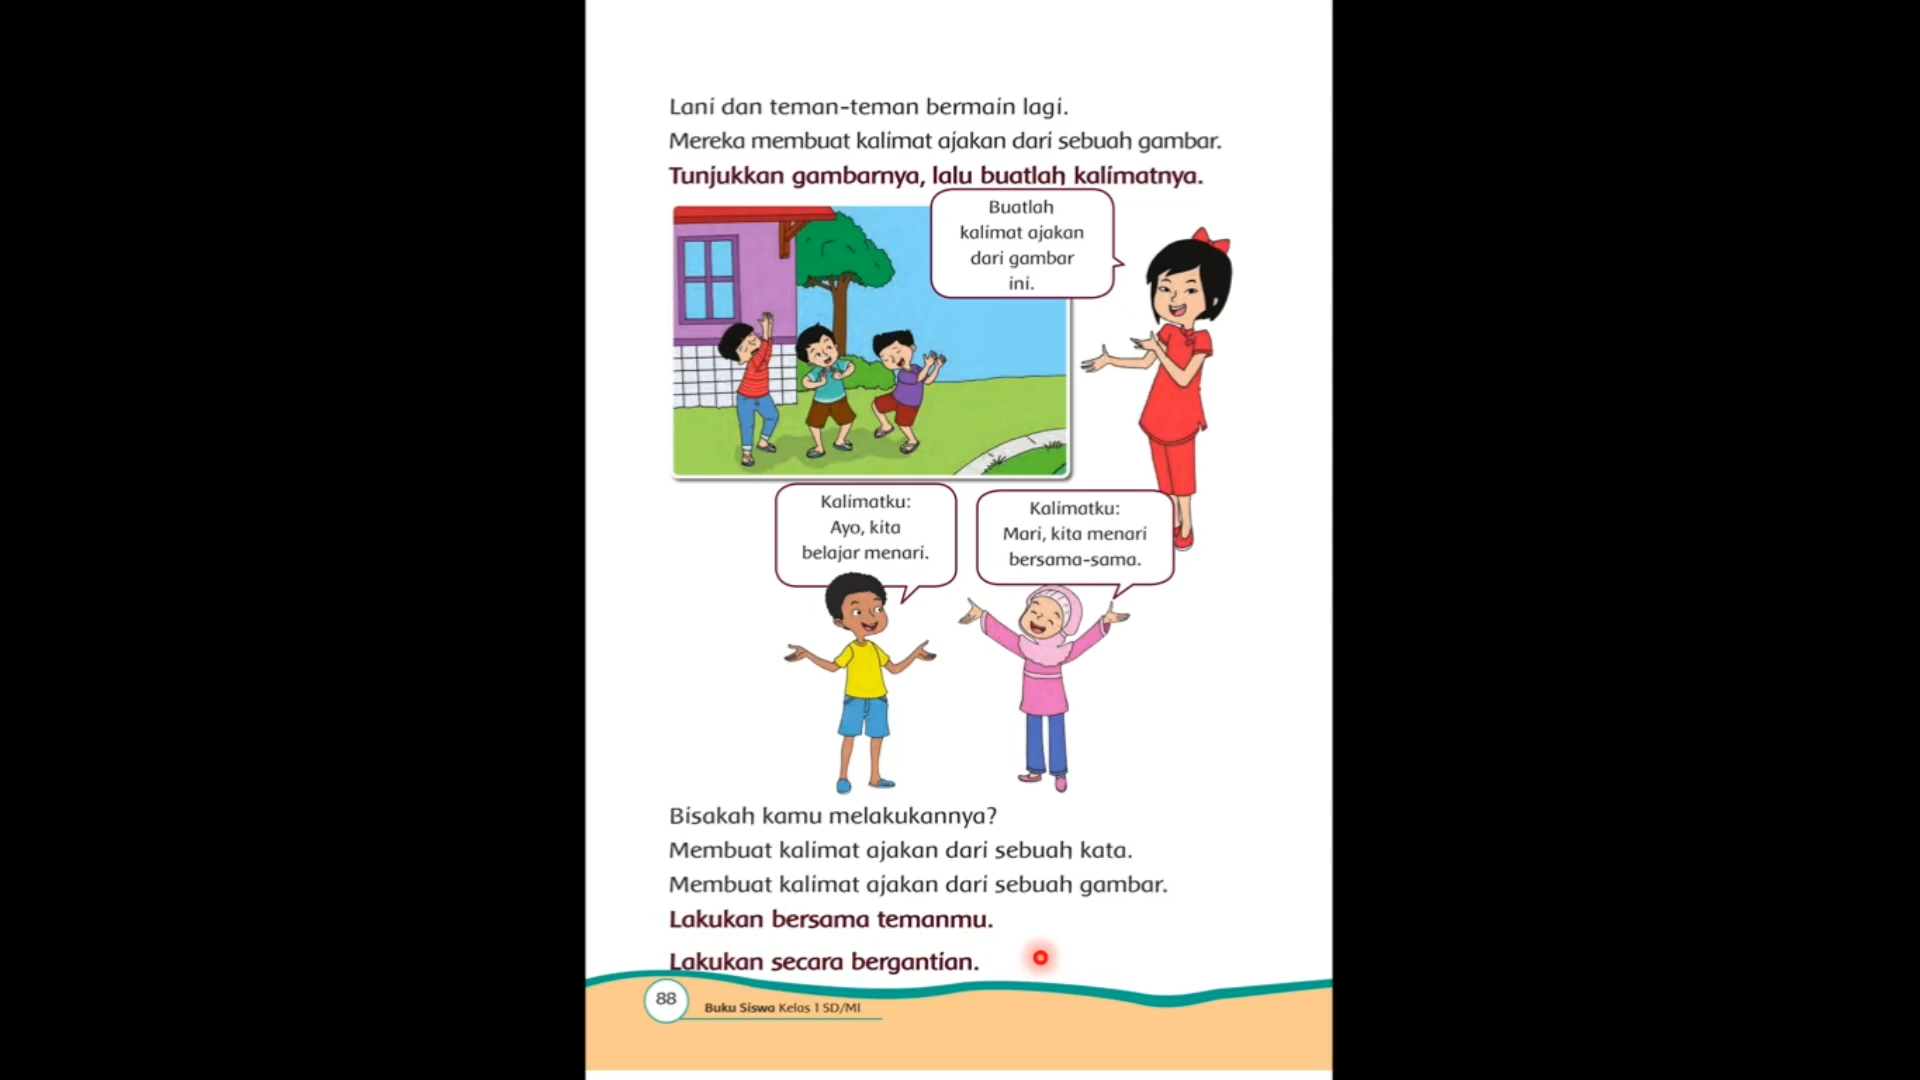 Lani dan teman-teman bermain lagi.
Mereka membuat kalimat ajakan dari sebuah gambar.
Tunjukkan gambarnya, lalu buatlah kalimatnya.
Buatlah
kalimat ajakan
dari gambar
ini.
Kalimatku:
Ayo, kita
belajar menari.
Kalimatku:
Mari, kita menari
bersama-sama.
Bisakah kamu melakukannya?
Membuat kalimat ajakan dari sebuah kata.
Membuat kalimat ajakan dari sebuah gambar.
Lakukan bersama temanmu.
Lakukan secara bergantian.
88
Buku Siswa Kelas 1 SD/MI